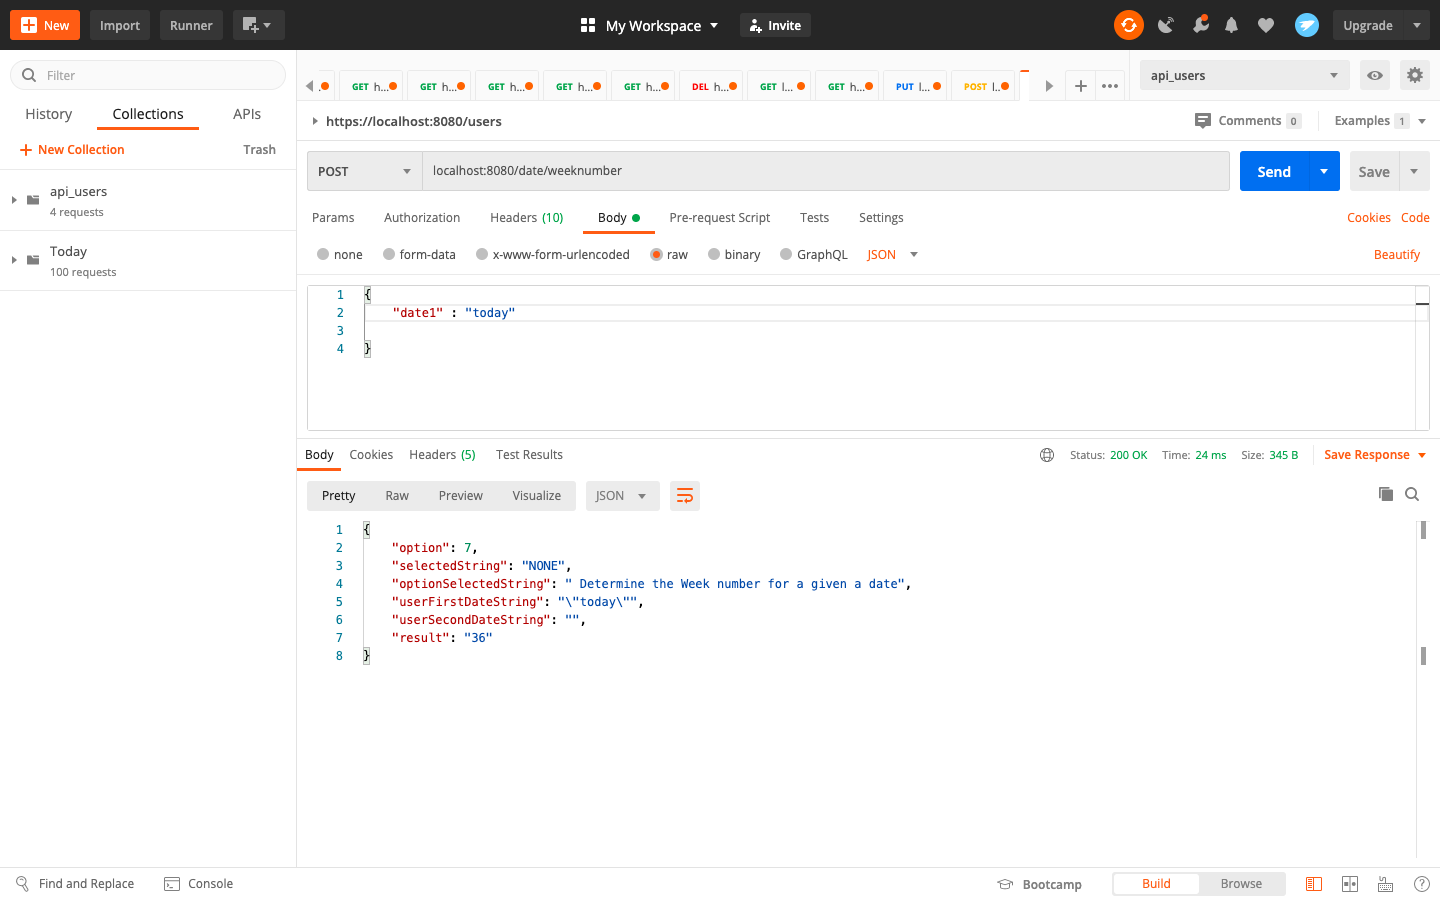 New
Import
Runner
My Workspace
Invite
Upgrade
Filter
History
Collections
APIs
New Collection
Trash
api_users
4 requests
Today
100 requests
GET h...
GET h...
GET h...
GET h...
GET h...
DEL h...
GET l...
GET h...
PUT l...
POST l...
api_users
https://localhost:8080/users
Comments 0
Examples 1
POST
localhost:8080/date/weeknumber
Send
Save
Params
Authorization
Headers (10)
Body
Pre-request Script
Tests
Settings
Cookies
Code
none
form-data
x-www-form-urlencoded
raw
binary
GraphQL
JSON
Beautify
1 {
2 "date1" : "today"
3
4 }
Body
Cookies
Headers (5)
Test Results
Status: 200 OK
Time: 24 ms
Size: 345 B
Save Response
Pretty
Raw
Preview
Visualize
JSON
1 {
2 "option": 7,
3 "selectedString": "NONE",
4 "optionSelectedString": " Determine the Week number for a given a date",
5 "userFirstDateString": "\"today\"",
6 "userSecondDateString": "",
7 "result": "36"
8 }
Find and Replace
Console
Bootcamp
Build
Browse